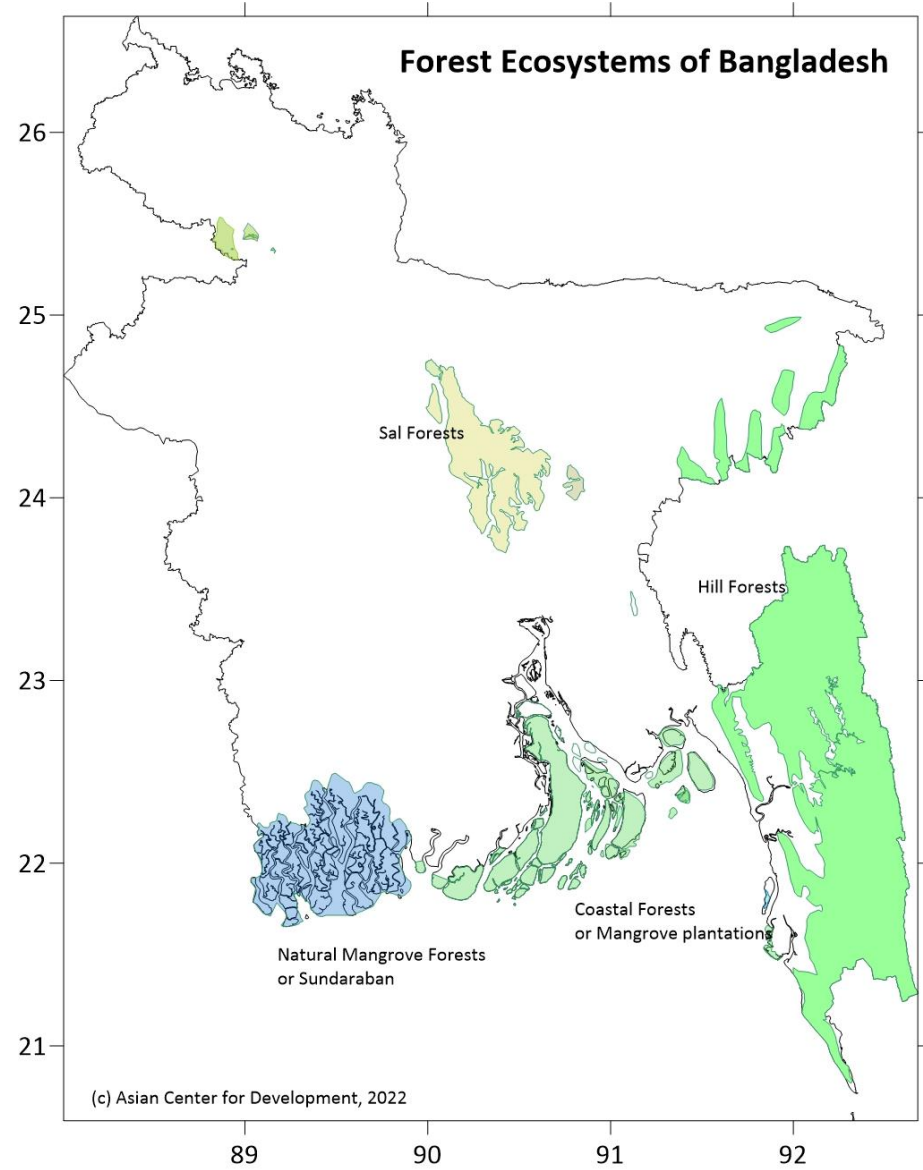 Forest Ecosystems of Bangladesh
26
25
Sal Forests
24
Hill Forests
23
22
Coastal Forests
or Mangrove plantations
Natural Mangrove Forests
or Sundaraban
21
(c) Asian Center for Development, 2022
89
90
91
92